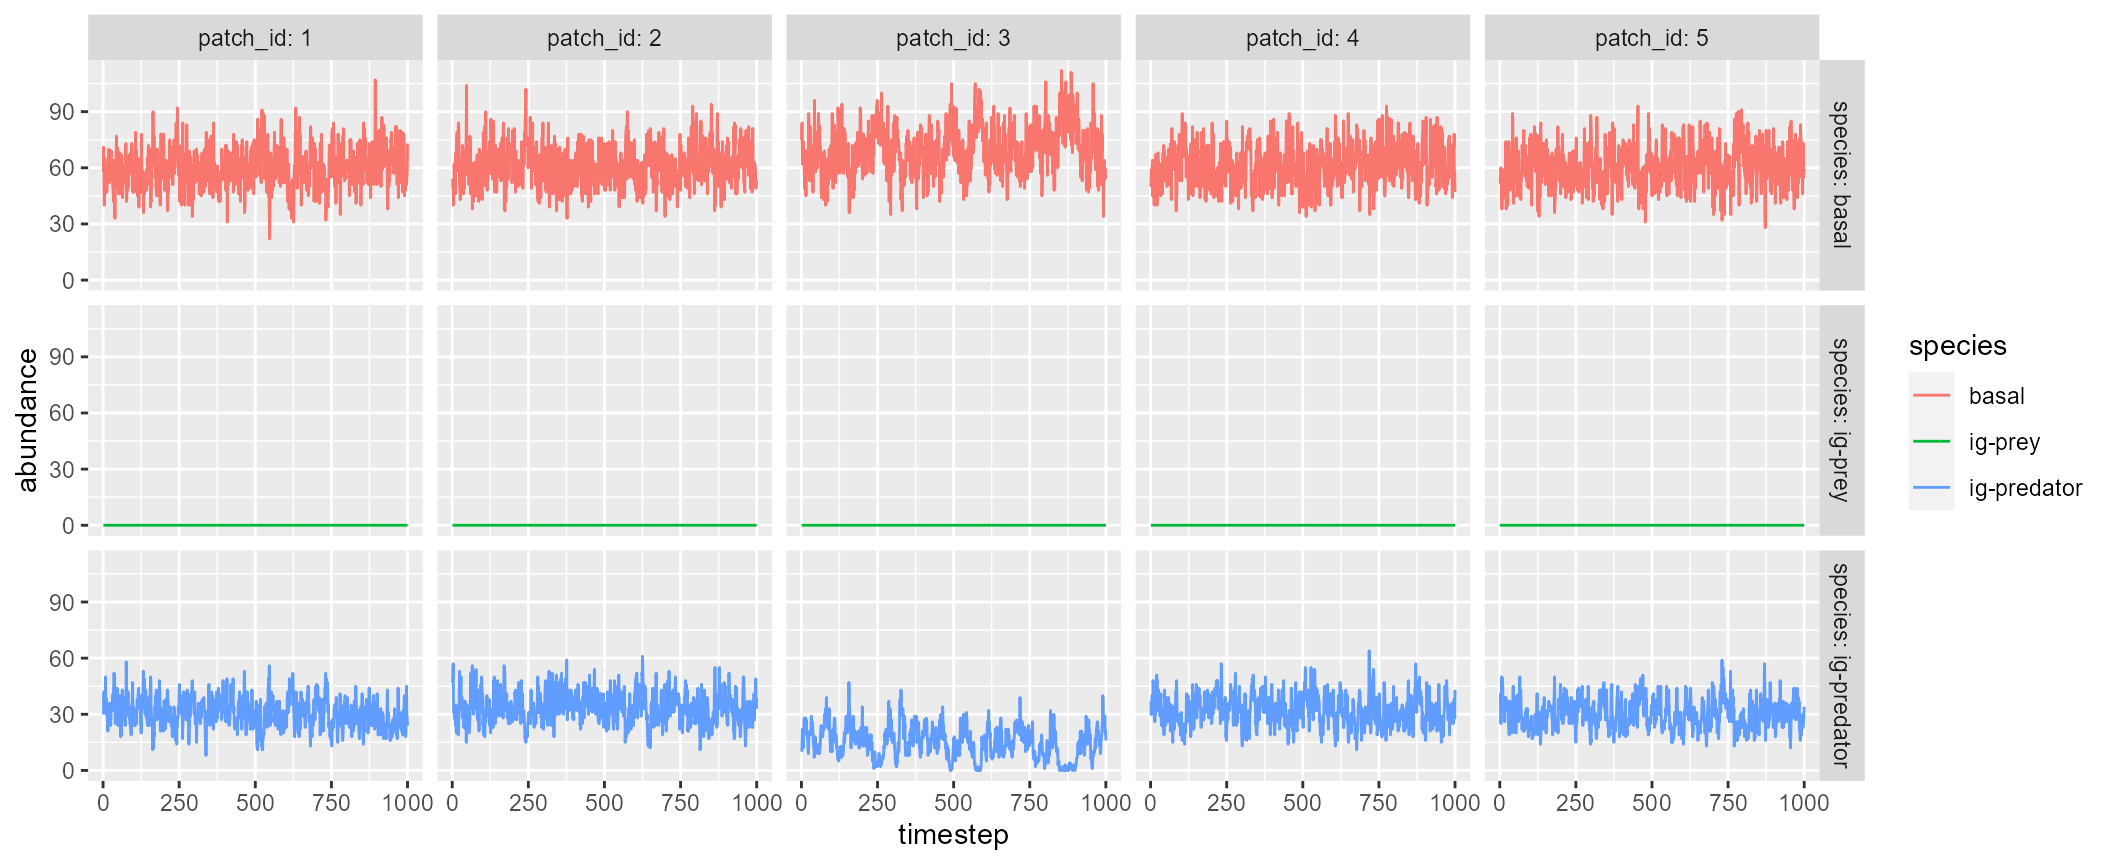 patch_id: 1 patch_id: 2 patch_id: 3 patch_id: 4 patch_id: 5
90
60
30
0
species: basal
90
60
30
0
species: ig-prey
90
60
30
0
species: ig-predator
0 250 500 750 1000 0 250 500 750 1000 0 250 500 750 1000 0 250 500 750 1000 0 250 500 750 1000
timestep
abundance
species
basal
ig-prey
ig-predator